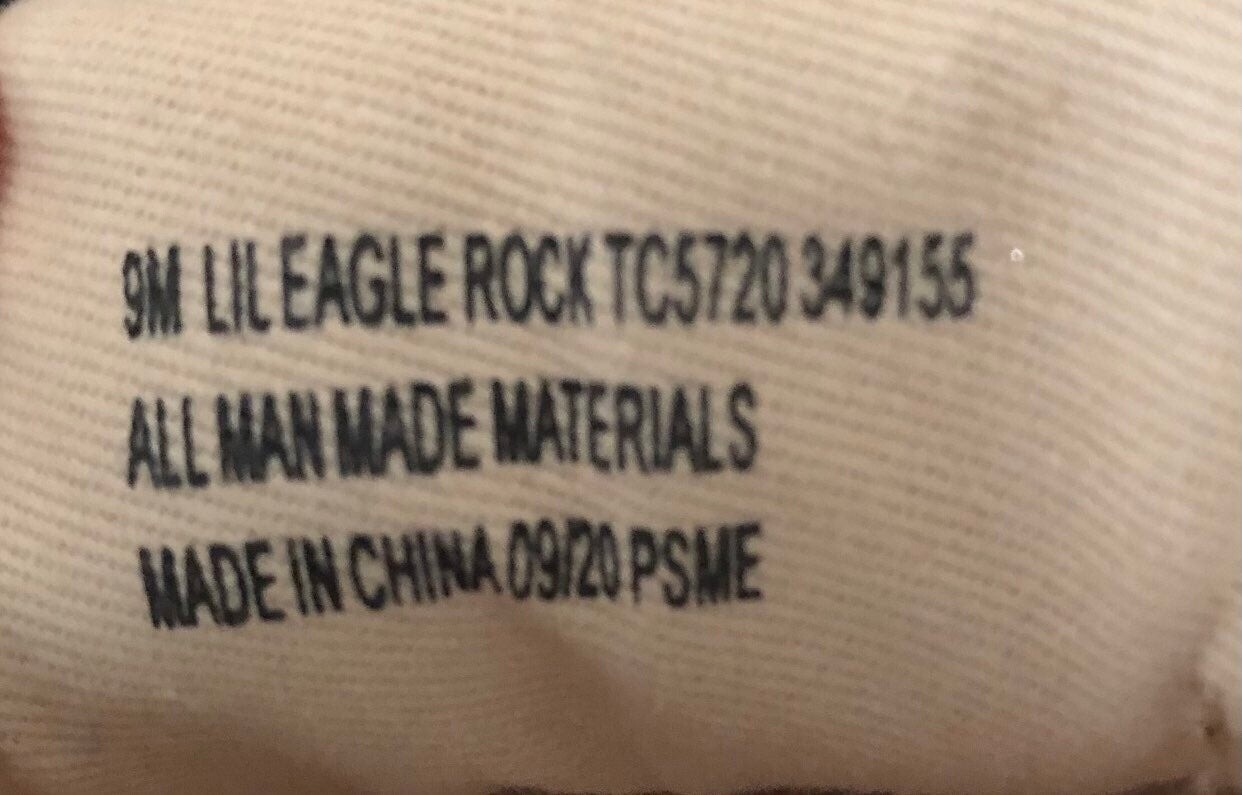 9M LIL EAGLE ROCK TC5720 349155
ALL MAN MADE MATERIALS
MADE IN CHINA 09/20 PSME